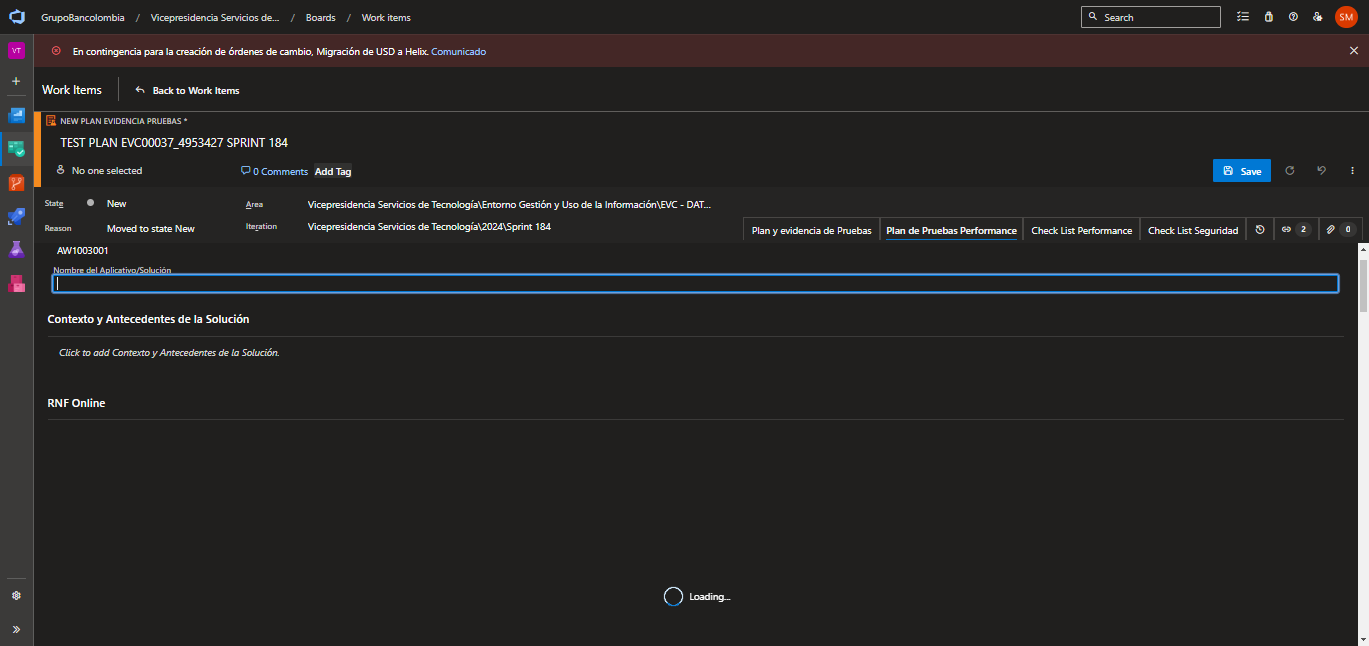 GrupoBancolombia / Vicepresidencia Servicios de... / Boards / Work items
Search
SM
VT
En contingencia para la creación de órdenes de cambio, Migración de USD a Helix. Comunicado
Work Items
Back to Work Items
NEW PLAN EVIDENCIA PRUEBAS *
TEST PLAN EVC00037_4953427 SPRINT 184
No one selected
0 Comments
Add Tag
Save
State
New
Area
Vicepresidencia Servicios de Tecnología\Entorno Gestión y Uso de la Información\EVC - DAT...
Reason
Moved to state New
Iteration
Vicepresidencia Servicios de Tecnología\2024\Sprint 184
Plan y evidencia de Pruebas
Plan de Pruebas Performance
Check List Performance
Check List Seguridad
2
0
AW1003001
Nombre del Aplicativo/Solución
Contexto y Antecedentes de la Solución
Click to add Contexto y Antecedentes de la Solución.
RNF Online
Loading...